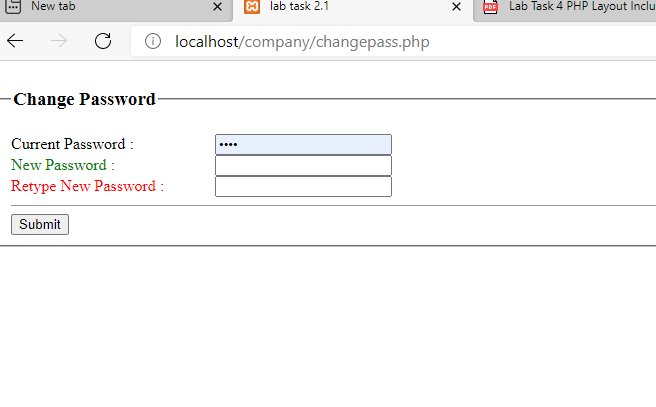 New tab
lab task 2.1
PDF
Lab Task 4 PHP Layout Inclu
localhost/company/changepass.php
Change Password
Current Password :
New Password :
Retype New Password :
Submit